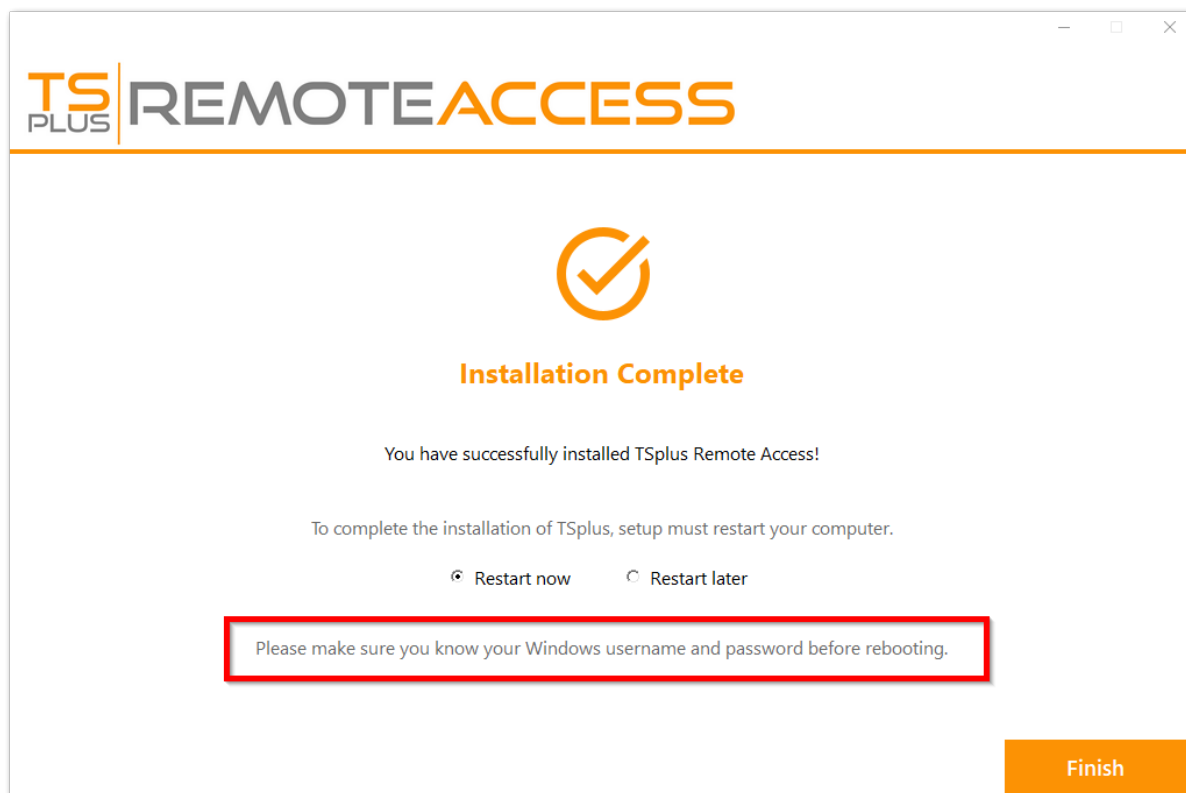 TS PLUS REMOTEACCESS
Installation Complete
You have successfully installed TSplus Remote Access!
To complete the installation of TSplus, setup must restart your computer.
Restart now Restart later
Please make sure you know your Windows username and password before rebooting.
Finish